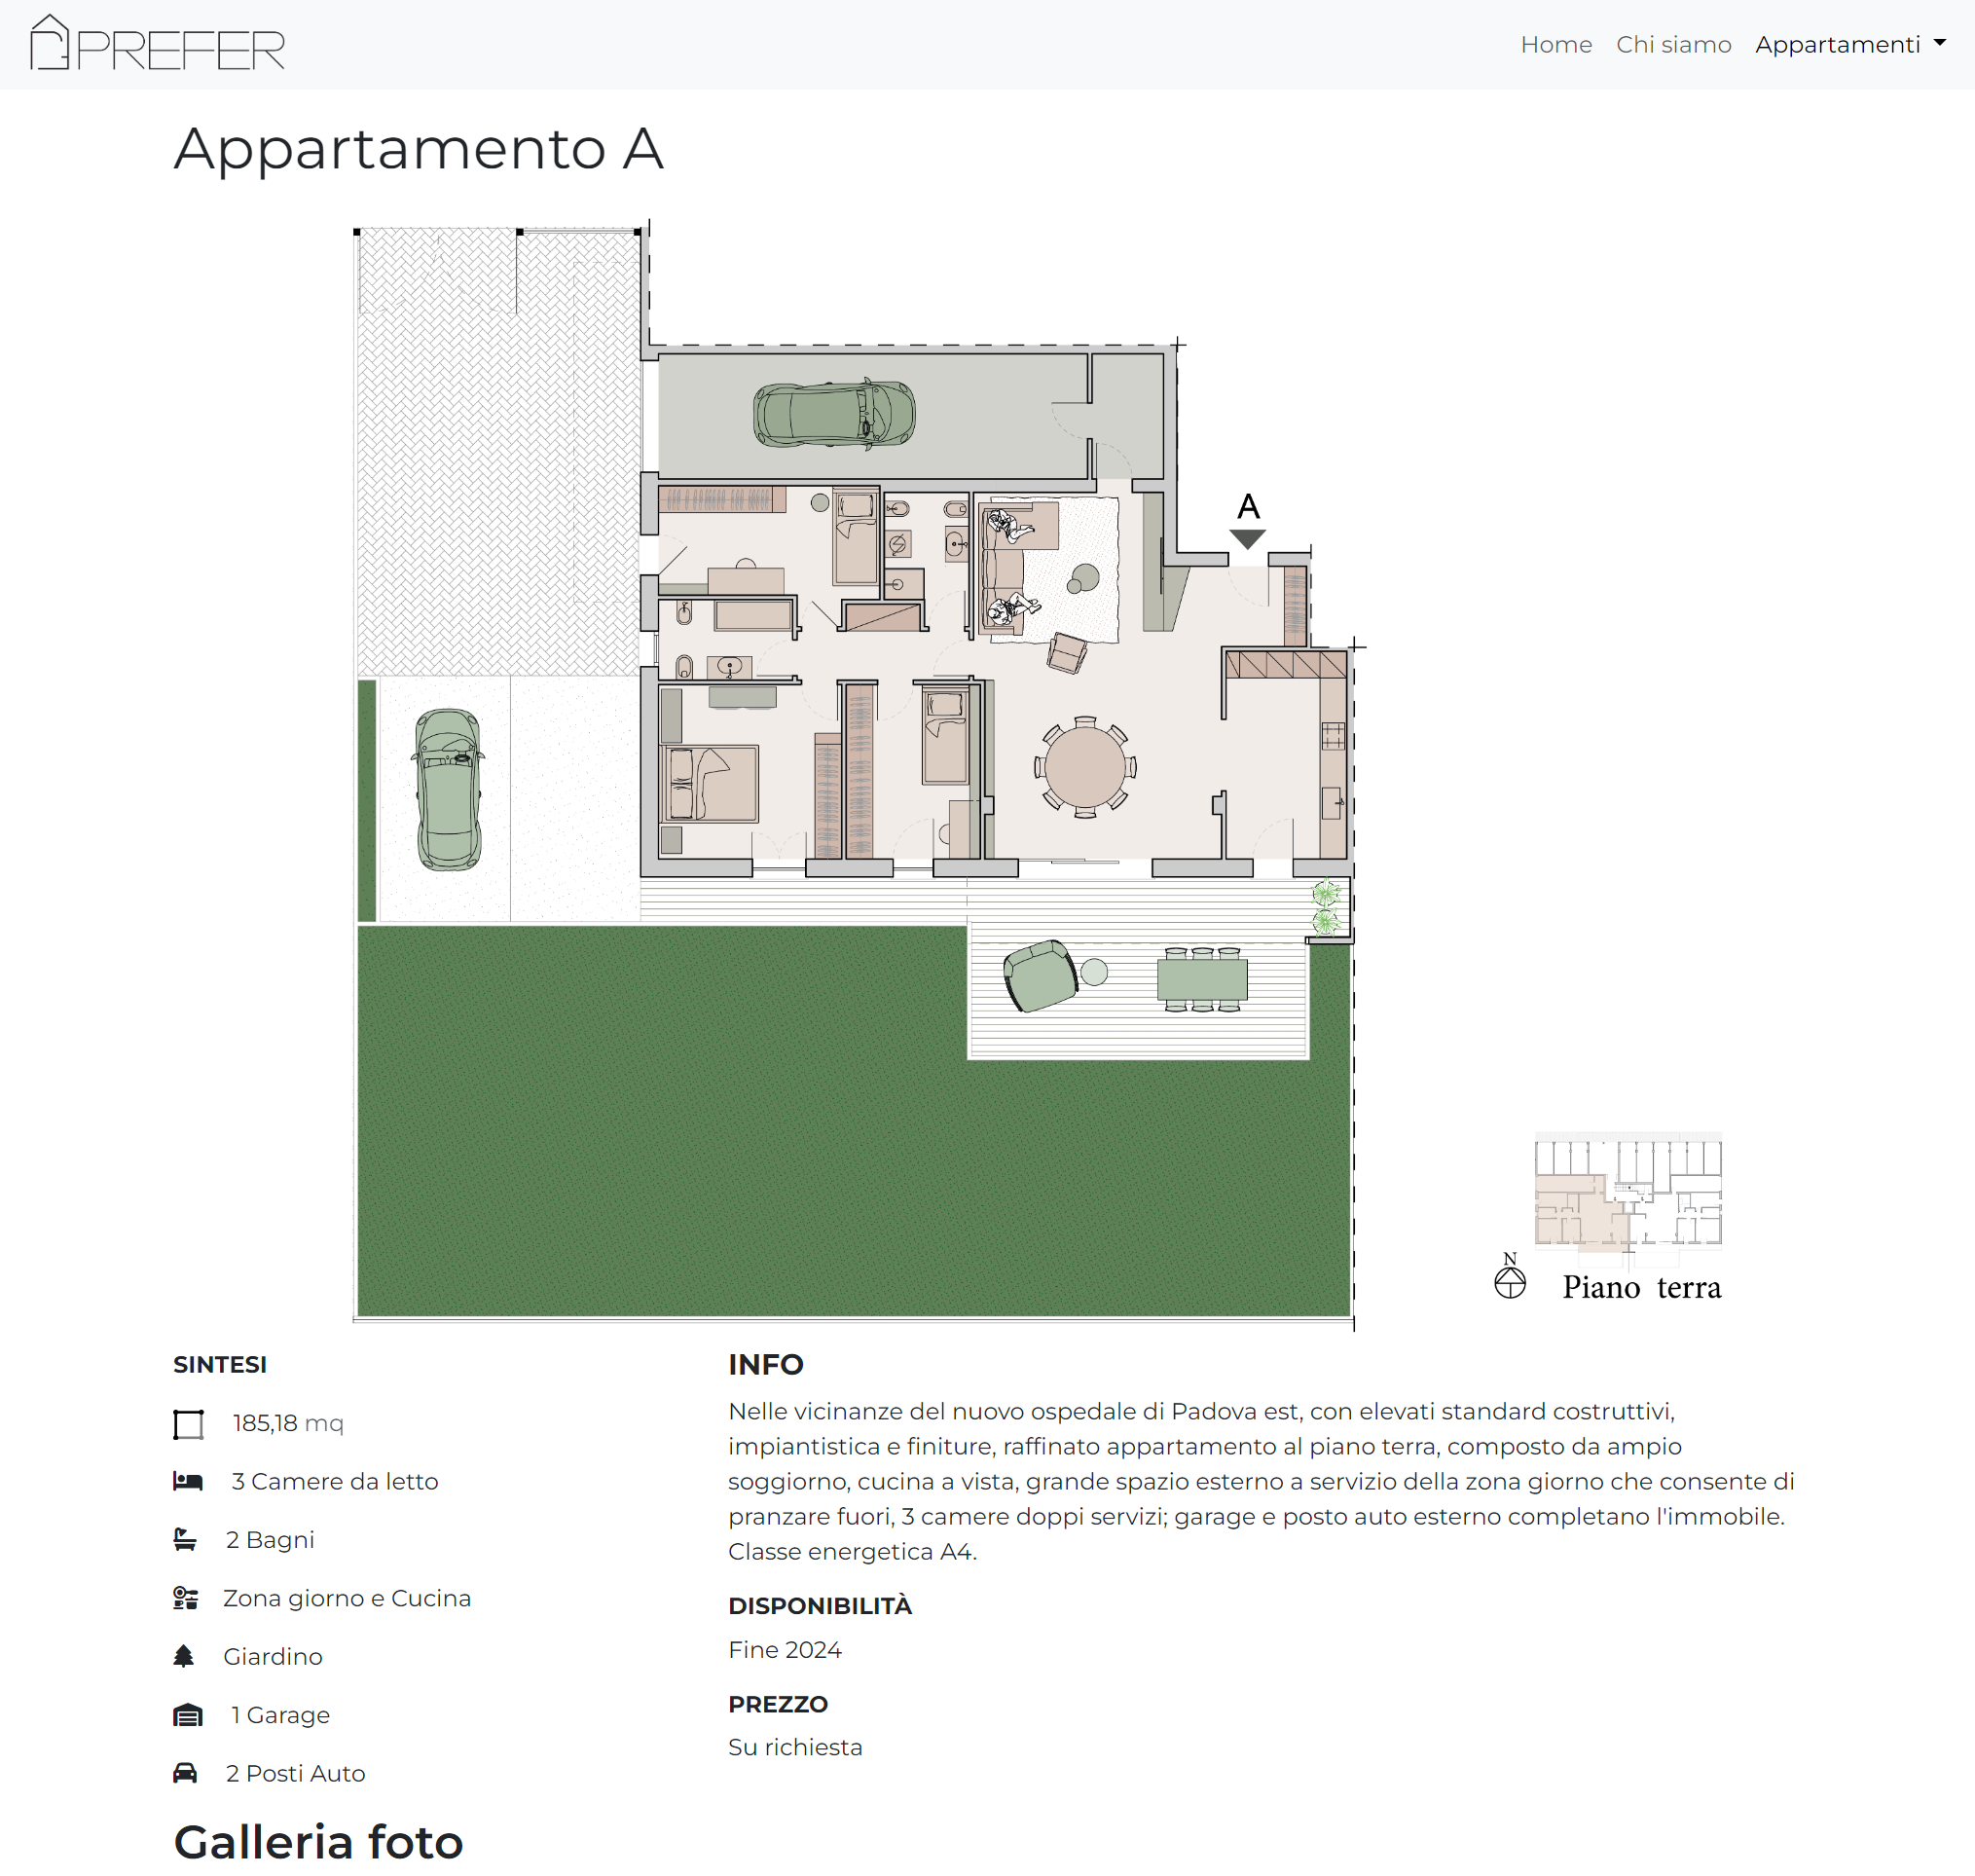 PREFER
Home Chi siamo Appartamenti
Appartamento A
A
N
Piano terra
SINTESI
185,18 mq
3 Camere da letto
2 Bagni
Zona giorno e Cucina
Giardino
1 Garage
2 Posti Auto
INFO
Nelle vicinanze del nuovo ospedale di Padova est, con elevati standard costruttivi,
impiantistica e finiture, raffinato appartamento al piano terra, composto da ampio
soggiorno, cucina a vista, grande spazio esterno a servizio della zona giorno che consente di
pranzare fuori, 3 camere doppi servizi; garage e posto auto esterno completano l'immobile.
Classe energetica A4.
DISPONIBILITÀ
Fine 2024
PREZZO
Su richiesta
Galleria foto